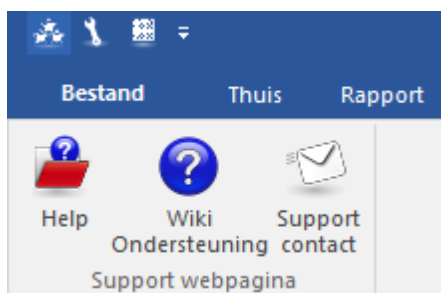 Bestand Thuis Rapport
Help Wiki Support
Ondersteuning contact
Support webpagina